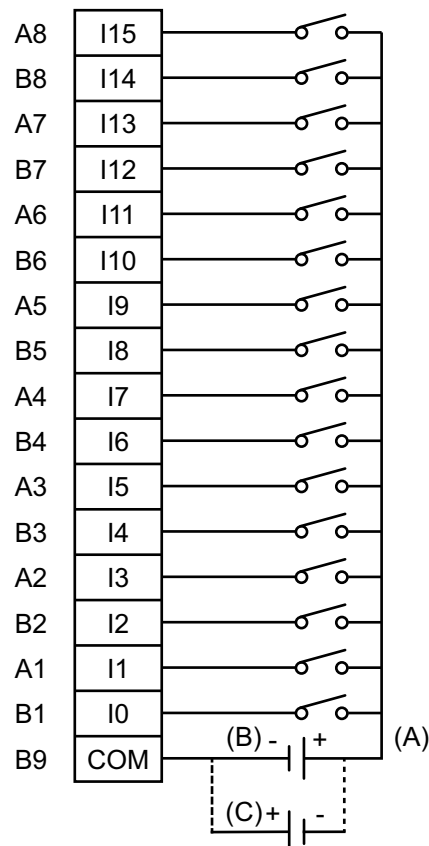 A8 I15
B8 I14
A7 I13
B7 I12
A6 I11
B6 I10
A5 I9
B5 I8
A4 I7
B4 I6
A3 I5
B3 I4
A2 I3
B2 I2
A1 I1
B1 I0
(B) - + (A)
B9 COM
(C) + -